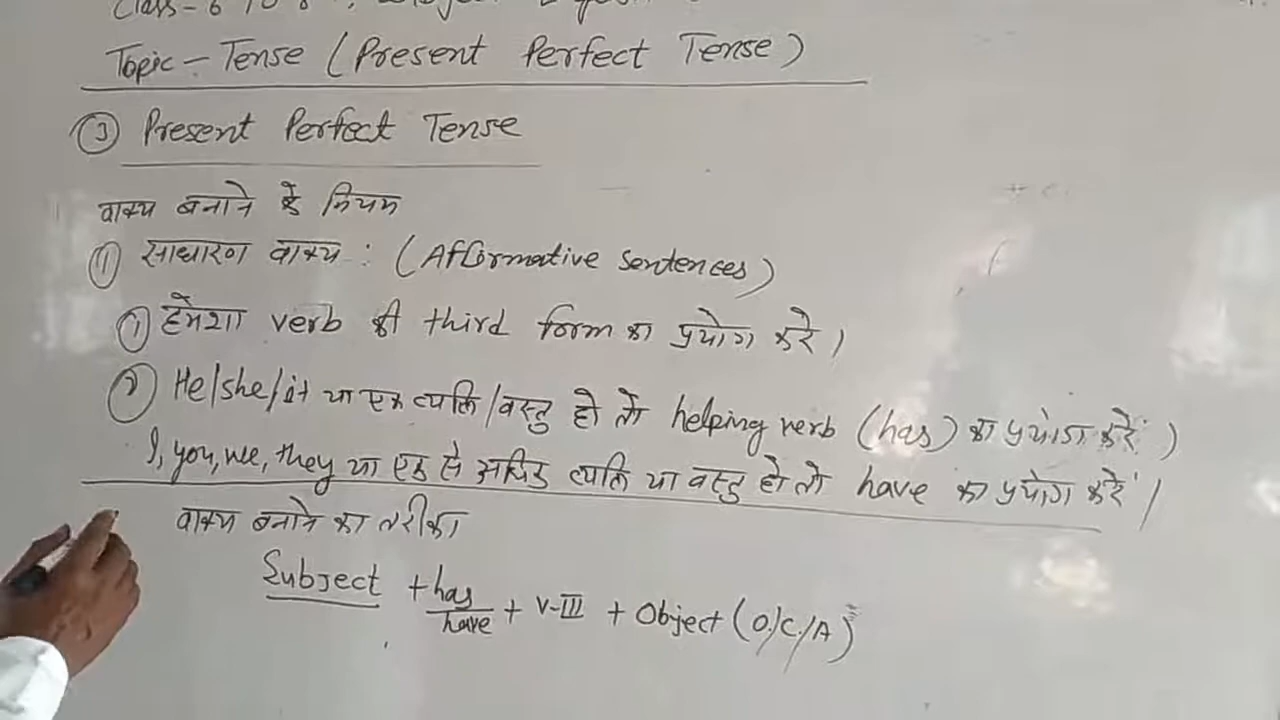 Class - 6
Topic - Tense (Present Perfect Tense)
③ Present Perfect Tense
वाक्य बनाने के नियम
① साधारण वाक्य : (Affirmative Sentences)
① हमेशा verb की third form का प्रयोग करे।
② He/she/it या एक व्यक्ति/वस्तु हो तो helping verb (has) का प्रयोग करें )
I, you, we, they या एक से अधिक व्यक्ति या वस्तु हो तो have का प्रयोग करें।
वाक्य बनाने का तरीका
Subject + has/have + V-III + Object (O./C./A)